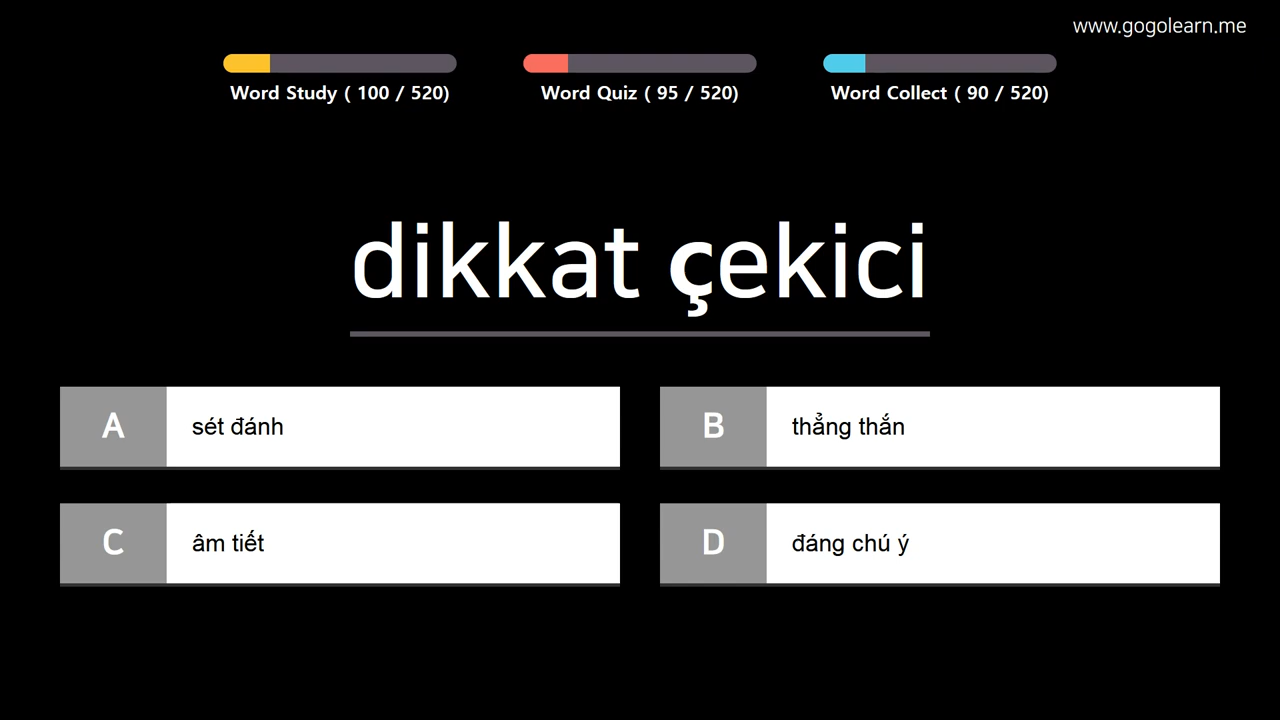 www.gogolearn.me
Word Study ( 100 / 520)
Word Quiz ( 95 / 520)
Word Collect ( 90 / 520)
dikkat çekici
A sét đánh
B thẳng thắn
C âm tiết
D đáng chú ý